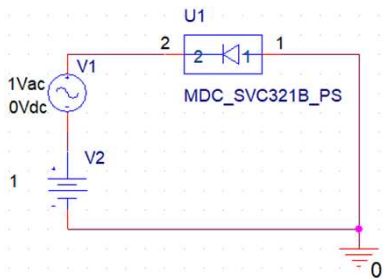 U1
2 2 1 1
V1
1Vac
0Vdc
MDC_SVC321B_PS
V2
+
1
-
0